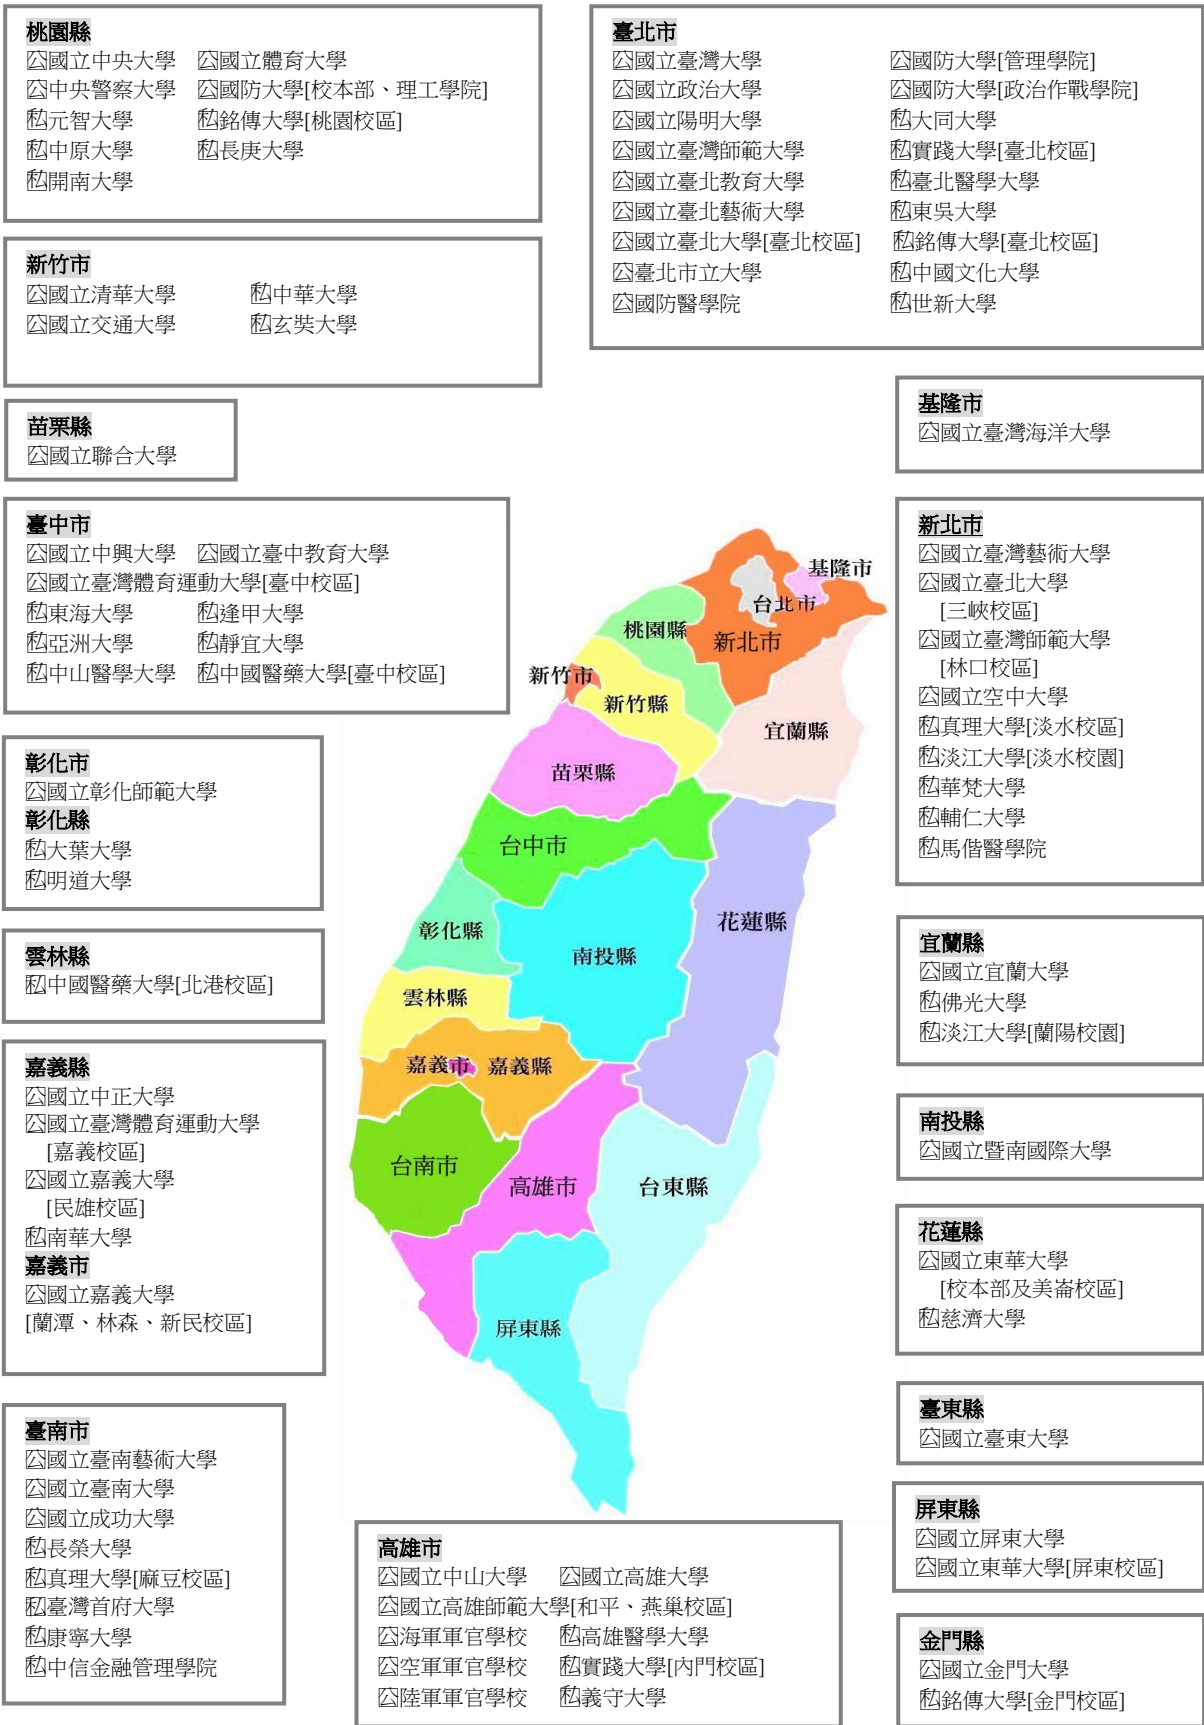 桃園縣
公國立中央大學 公國立體育大學
公中央警察大學 公國防大學[校本部、理工學院]
私元智大學 私銘傳大學[桃園校區]
私中原大學 私長庚大學
私開南大學
新竹市
公國立清華大學 私中華大學
公國立交通大學 私玄奘大學
苗栗縣
公國立聯合大學
臺中市
公國立中興大學 公國立臺中教育大學
公國立臺灣體育運動大學[臺中校區]
私東海大學 私逢甲大學
私亞洲大學 私靜宜大學
私中山醫學大學 私中國醫藥大學[臺中校區]
彰化市
公國立彰化師範大學
彰化縣
私大葉大學
私明道大學
雲林縣
私中國醫藥大學[北港校區]
嘉義縣
公國立中正大學
公國立臺灣體育運動大學
[嘉義校區]
公國立嘉義大學
[民雄校區]
私南華大學
嘉義市
公國立嘉義大學
[蘭潭、林森、新民校區]
臺南市
公國立臺南藝術大學
公國立臺南大學
公國立成功大學
私長榮大學
私真理大學[麻豆校區]
私臺灣首府大學
私康寧大學
私中信金融管理學院
臺北市
公國立臺灣大學 公國防大學[管理學院]
公國立政治大學 公國防大學[政治作戰學院]
公國立陽明大學 私大同大學
公國立臺灣師範大學 私實踐大學[臺北校區]
公國立臺北教育大學 私臺北醫學大學
公國立臺北藝術大學 私東吳大學
公國立臺北大學[臺北校區] 私銘傳大學[臺北校區]
公臺北市立大學 私中國文化大學
公國防醫學院 私世新大學
基隆市
公國立臺灣海洋大學
新北市
公國立臺灣藝術大學
公國立臺北大學
[三峽校區]
公國立臺灣師範大學
[林口校區]
公國立空中大學
私真理大學[淡水校區]
私淡江大學[淡水校園]
私華梵大學
私輔仁大學
私馬偕醫學院
宜蘭縣
公國立宜蘭大學
私佛光大學
私淡江大學[蘭陽校園]
南投縣
公國立暨南國際大學
花蓮縣
公國立東華大學
[校本部及美崙校區]
私慈濟大學
臺東縣
公國立臺東大學
屏東縣
公國立屏東大學
公國立東華大學[屏東校區]
金門縣
公國立金門大學
私銘傳大學[金門校區]
高雄市
公國立中山大學 公國立高雄大學
公國立高雄師範大學[和平、燕巢校區]
公海軍軍官學校 私高雄醫學大學
公空軍軍官學校 私實踐大學[內門校區]
公陸軍軍官學校 私義守大學
基隆市
台北市
桃園縣
新北市
新竹市
新竹縣
宜蘭縣
苗栗縣
台中市
花蓮縣
彰化縣
南投縣
雲林縣
嘉義市
嘉義縣
台南市
高雄市
台東縣
屏東縣